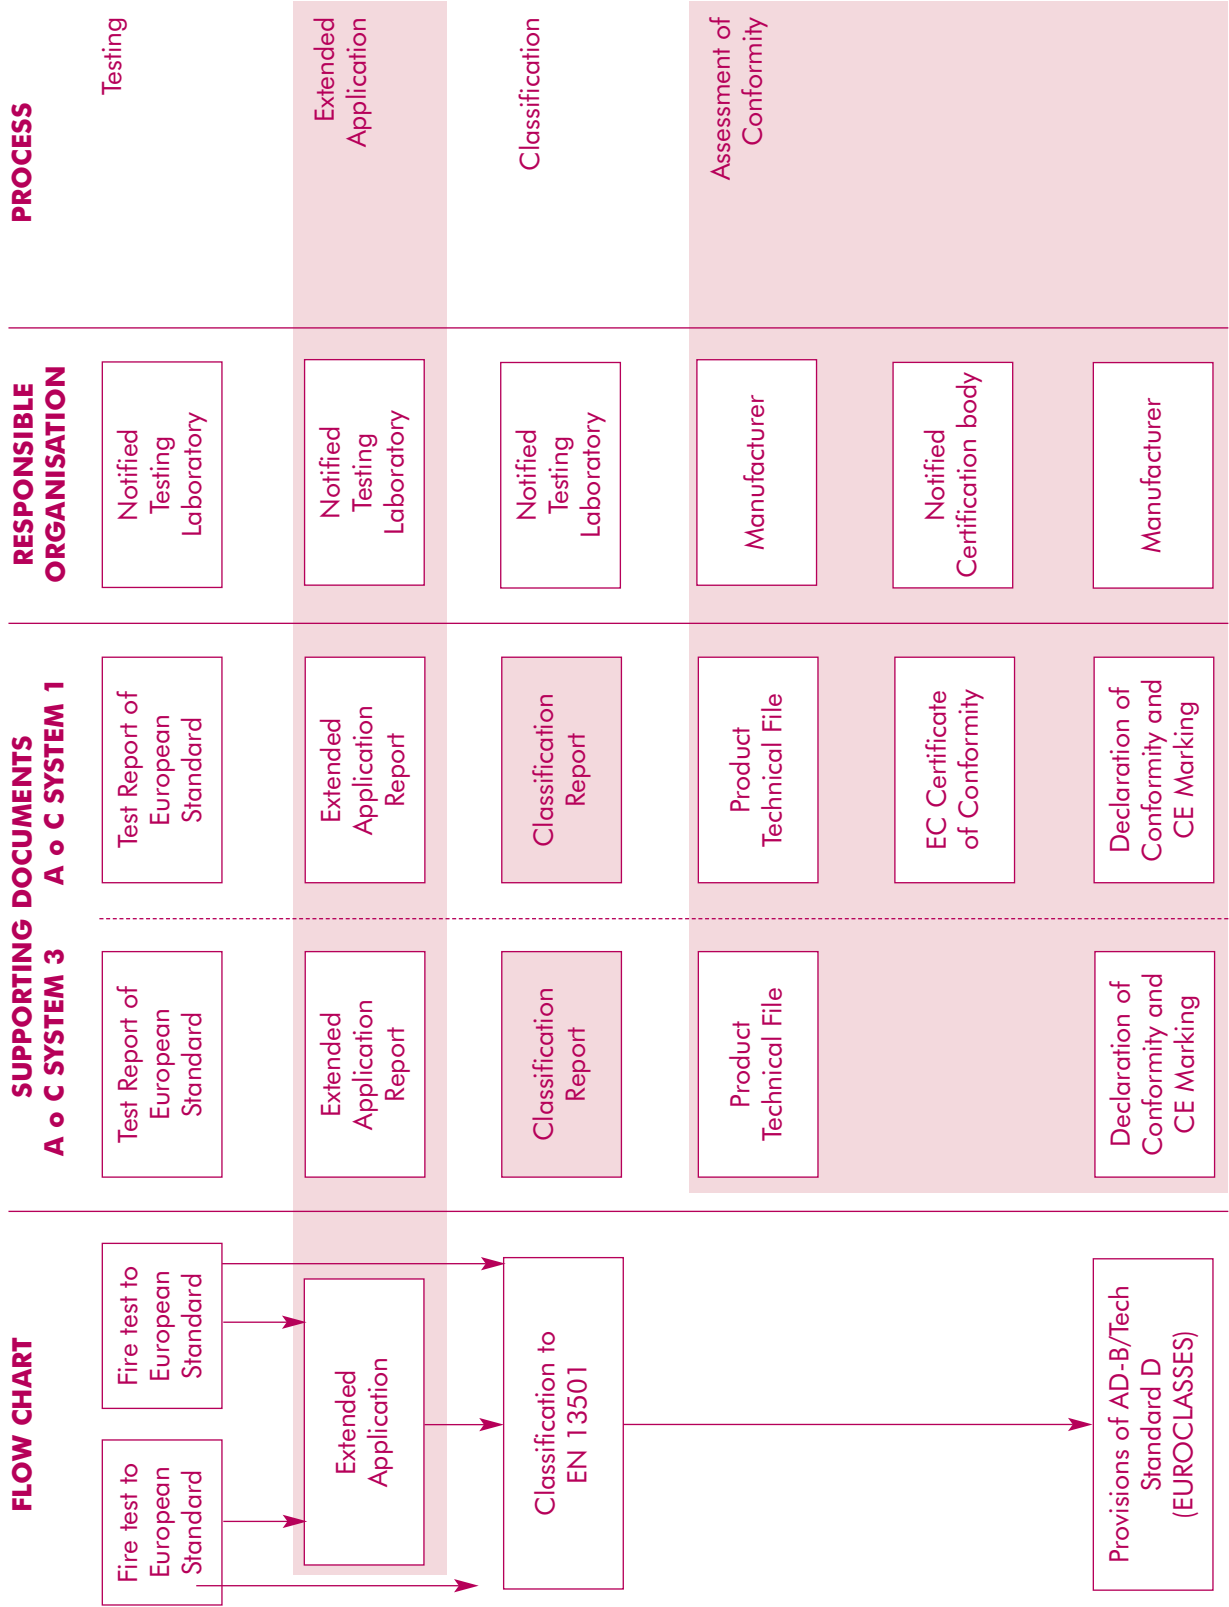 FLOW CHART
SUPPORTING DOCUMENTS
A o C SYSTEM 3
A o C SYSTEM 1
RESPONSIBLE
ORGANISATION
PROCESS
Fire test to
European
Standard
Fire test to
European
Standard
Test Report of
European
Standard
Test Report of
European
Standard
Notified
Testing
Laboratory
Testing
Extended
Application
Extended
Application
Report
Extended
Application
Report
Notified
Testing
Laboratory
Extended
Application
Classification to
EN 13501
Classification
Report
Classification
Report
Notified
Testing
Laboratory
Classification
Product
Technical File
Product
Technical File
Manufacturer
Assessment of
Conformity
EC Certificate
of Conformity
Notified
Certification body
Provisions of AD-B/Tech
Standard D
(EUROCLASSES)
Declaration of
Conformity and
CE Marking
Declaration of
Conformity and
CE Marking
Manufacturer